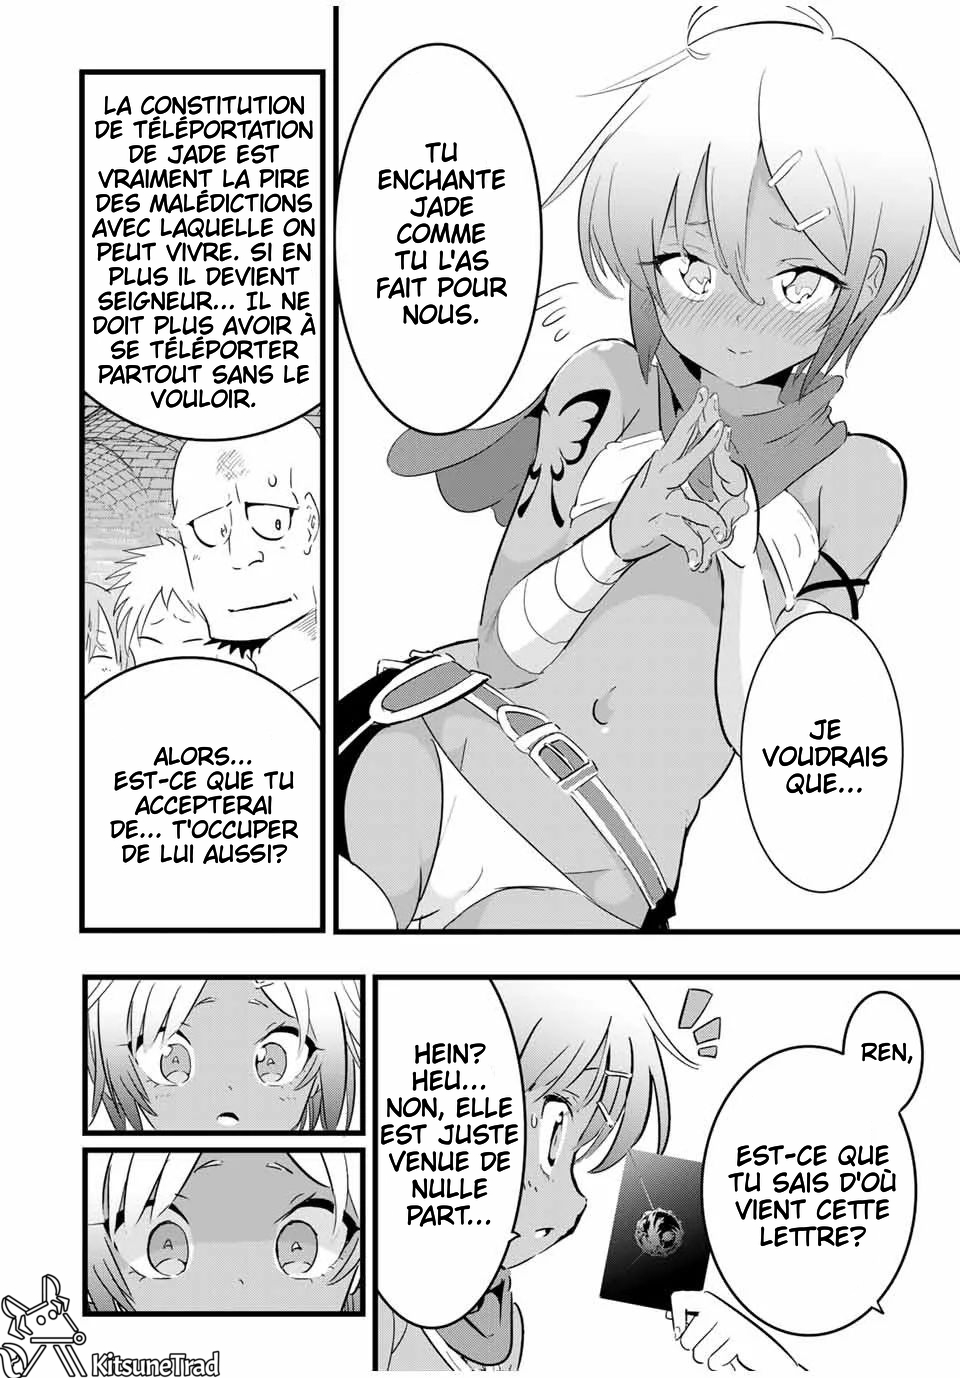 JE
VOUDRAIS
QUE...
TU
ENCHANTE
JADE
COMME
TU L'AS
FAIT POUR
NOUS.
LA CONSTITUTION
DE TÉLÉPORTATION
DE JADE EST
VRAIMENT LA PIRE
DES MALÉDICTIONS
AVEC LAQUELLE ON
PEUT VIVRE. SI EN
PLUS IL DEVIENT
SEIGNEUR... IL NE
DOIT PLUS AVOIR À
SE TÉLÉPORTER
PARTOUT SANS LE
VOULOIR.
ALORS...
EST-CE QUE TU
ACCEPTERAI
DE... T'OCCUPER
DE LUI AUSSI?
REN,
EST-CE QUE
TU SAIS D'OÙ
VIENT CETTE
LETTRE?
HEIN?
HEU...
NON, ELLE
EST JUSTE
VENUE DE
NULLE
PART...
KitsuneTrad